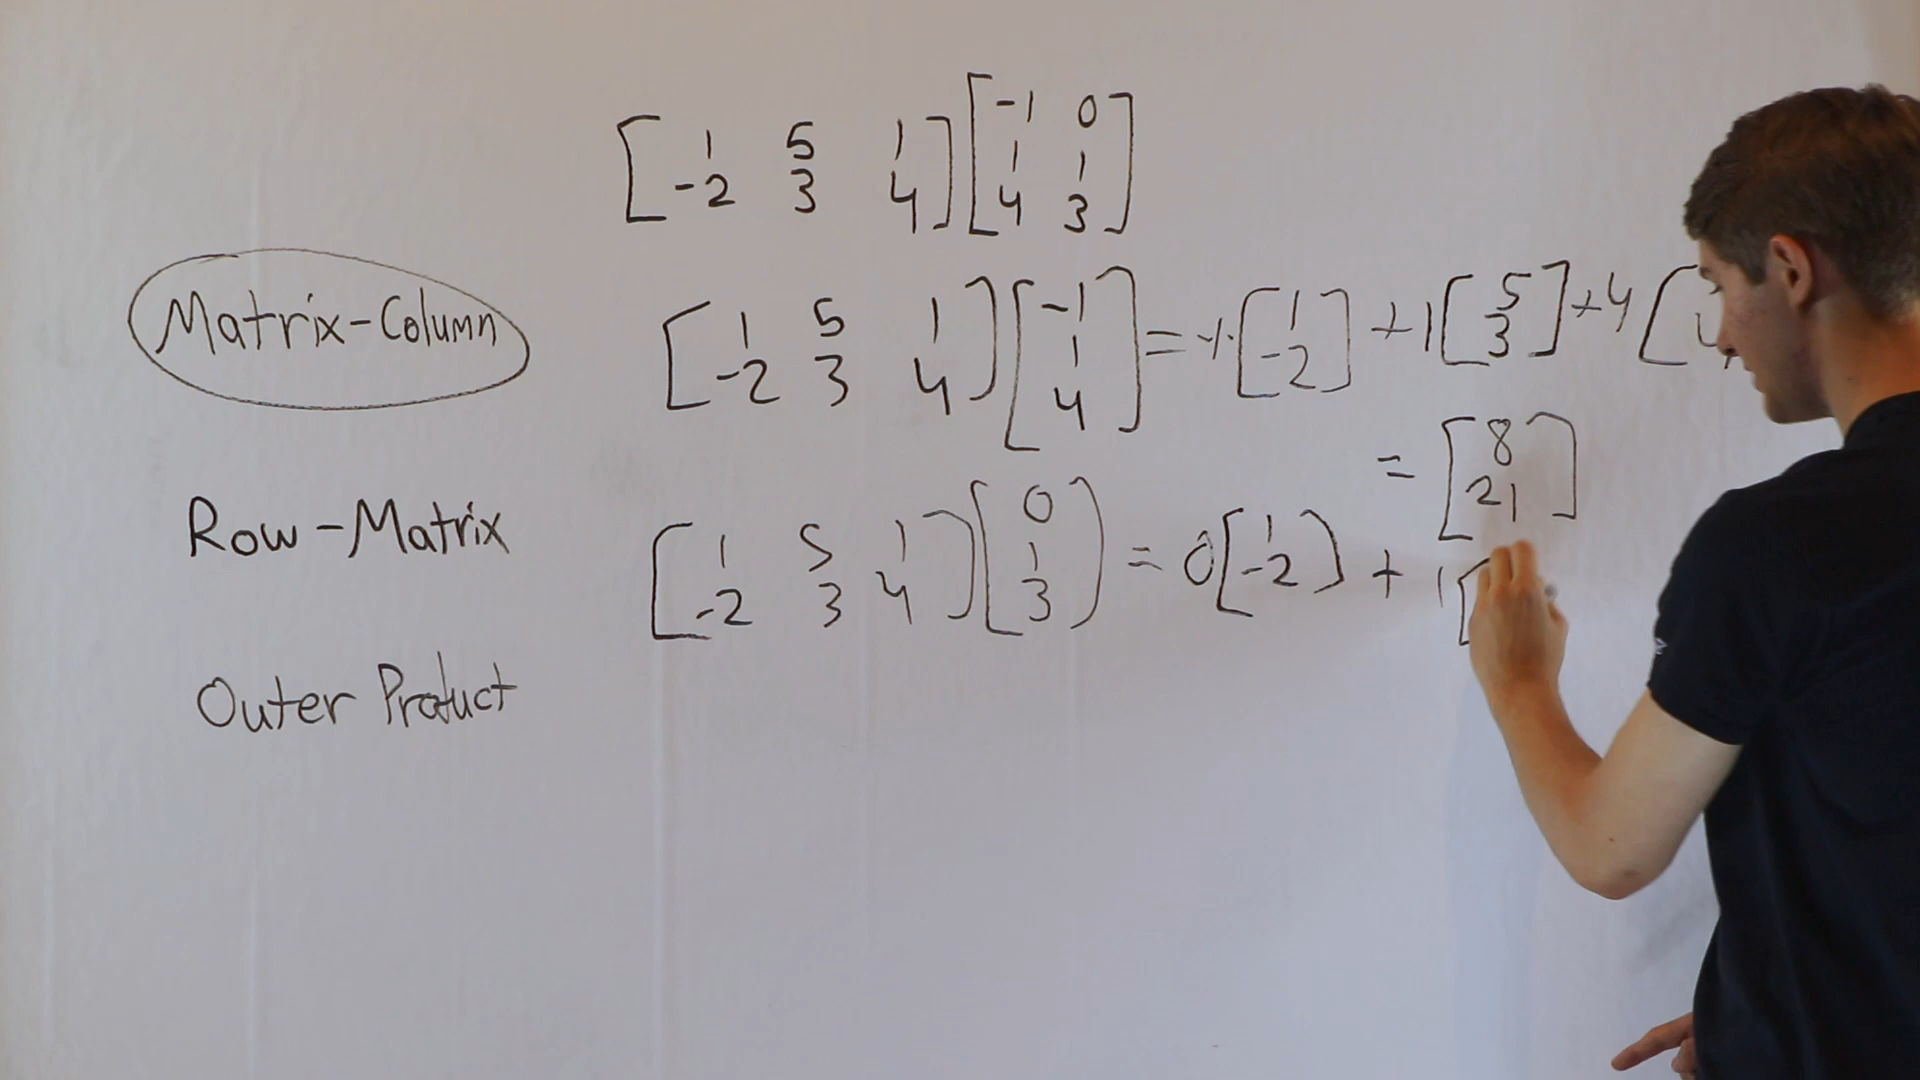 [ 1 5 1 ] [ -1 0 ]
[ -2 3 4 ] [ 1 1 ]
[ 4 3 ]
Matrix-Column
[ 1 5 1 ] [ -1 ] = -1·[ 1 ] + 1[ 5 ] + 4[
[ -2 3 4 ] [ 1 ] [ -2 ] [ 3 ]
[ 4 ]
= [ 8 ]
[ 21 ]
Row-Matrix
[ 1 5 1 ] [ 0 ] = 0[ 1 ] + 1[
[ -2 3 4 ] [ 1 ] [ -2 ]
[ 3 ]
Outer Product